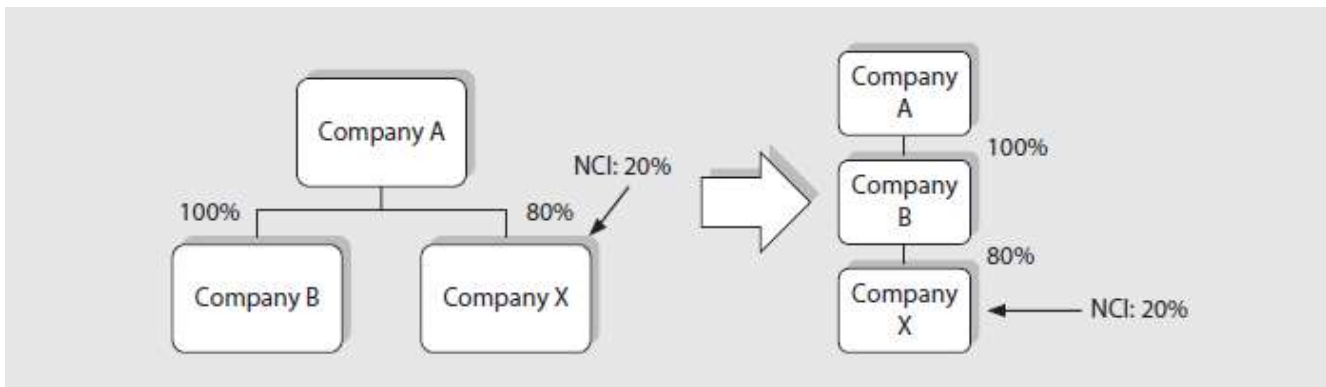 Company A
NCI: 20%
100%
80%
Company B
Company X
Company
A
100%
Company
B
80%
Company
X
NCI: 20%